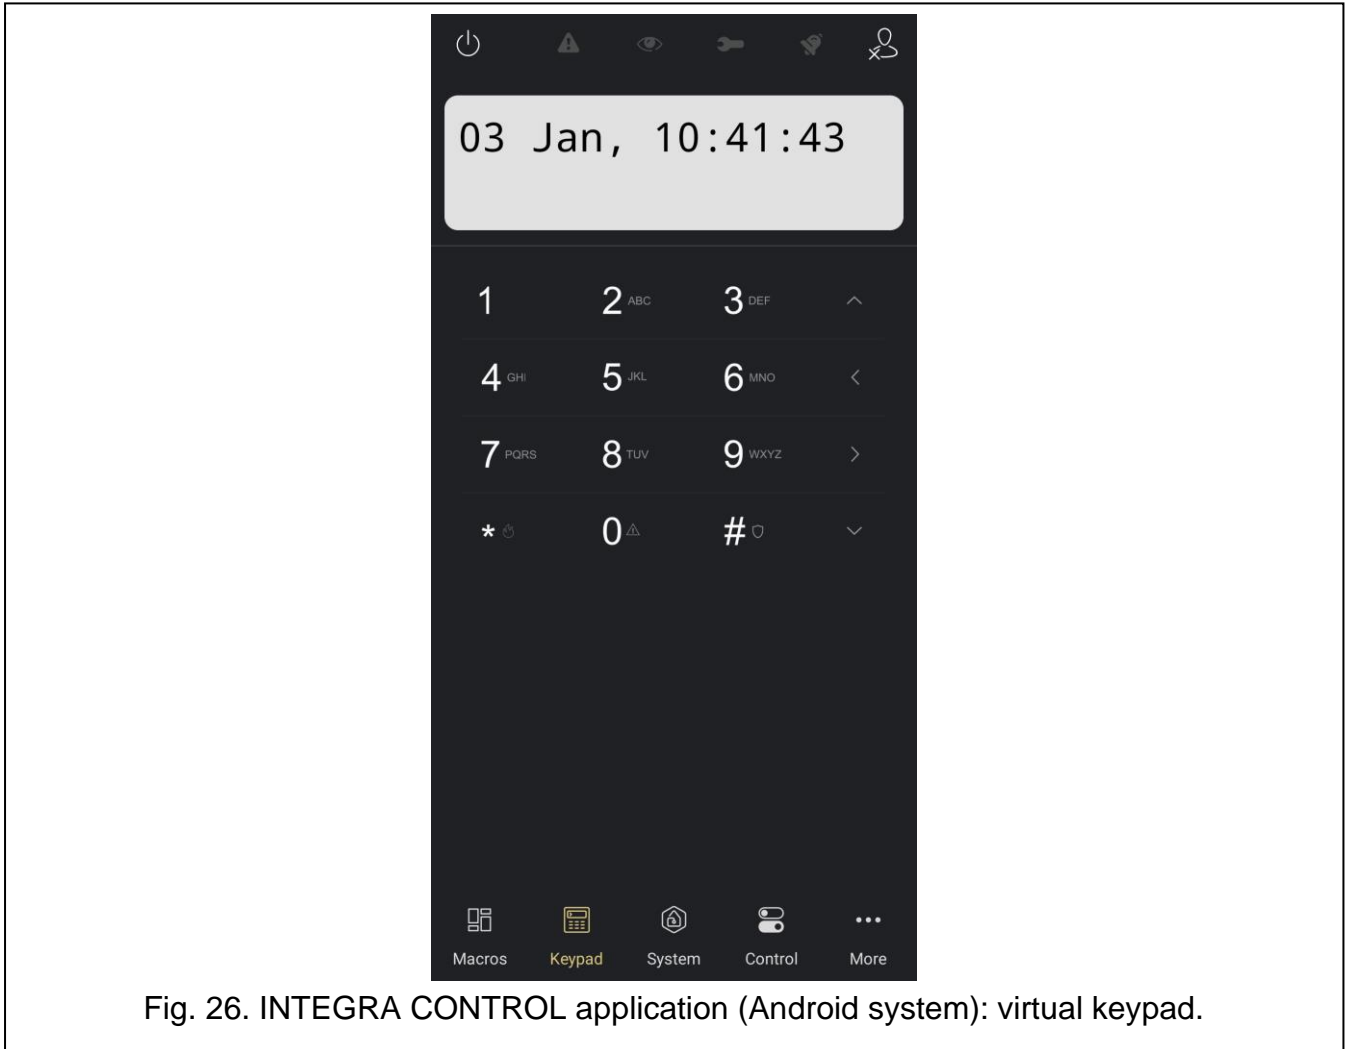 03 Jan, 10:41:43
1 2 ABC 3 DEF
4 GHI 5 JKL 6 MNO
7 PQRS 8 TUV 9 WXYZ
* 0 #
Macros Keypad System Control More
Fig. 26. INTEGRA CONTROL application (Android system): virtual keypad.